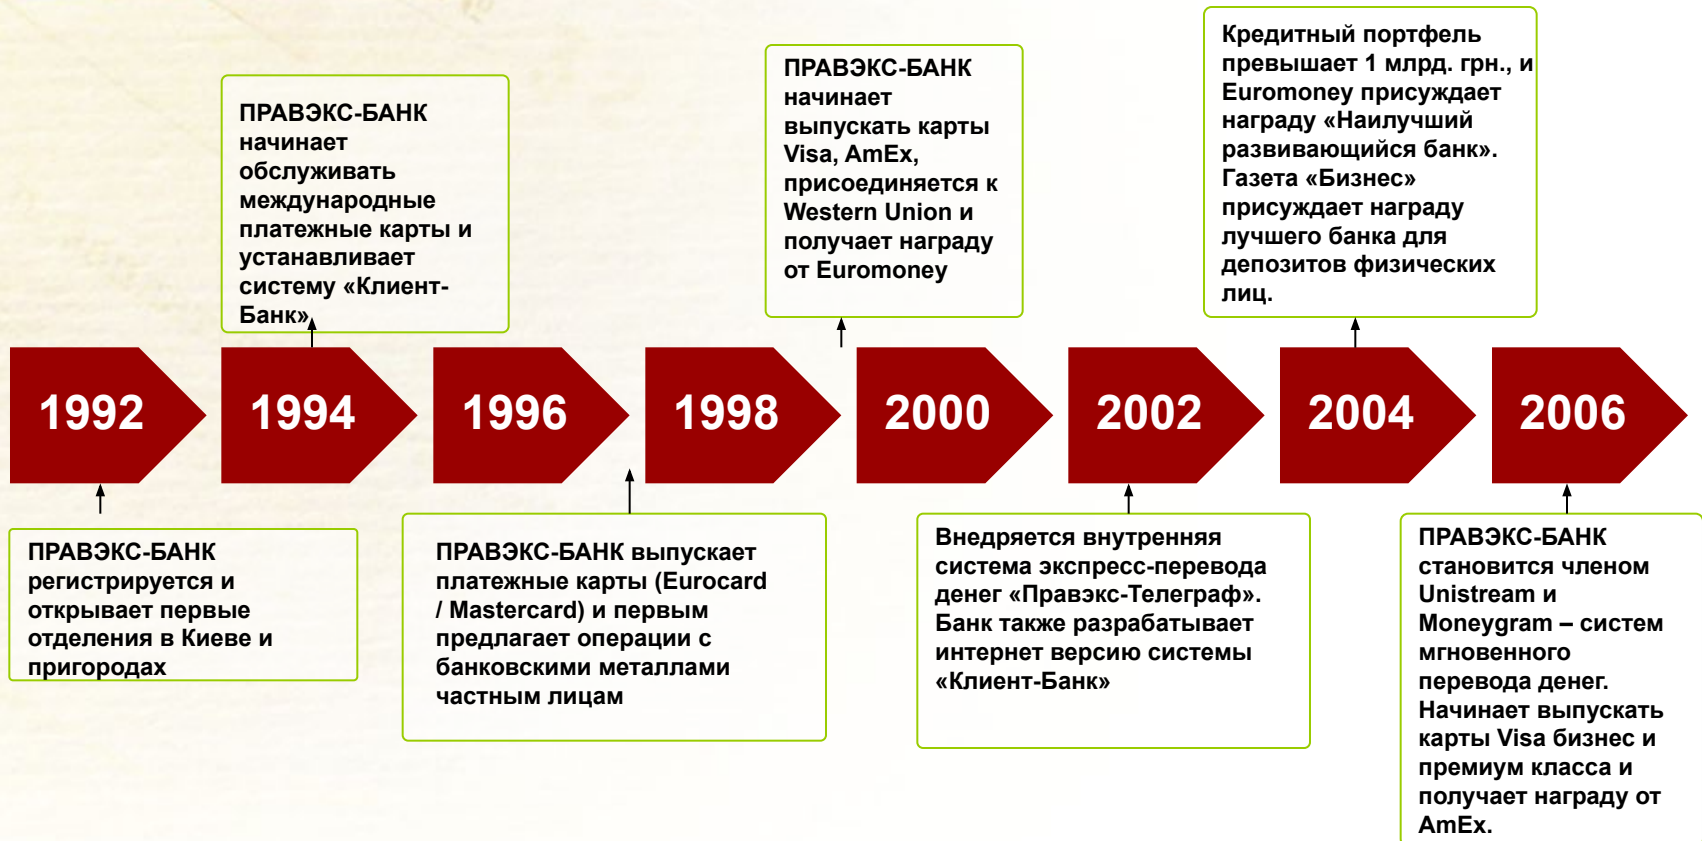 ПРАВЭКС-БАНК
начинает
обслуживать
международные
платежные карты и
устанавливает
систему «Клиент-
Банк»
ПРАВЭКС-БАНК
начинает
выпускать карты
Visa, AmEx,
присоединяется к
Western Union и
получает награду
от Euromoney
Кредитный портфель
превышает 1 млрд. грн., и
Euromoney присуждает
награду «Наилучший
развивающийся банк».
Газета «Бизнес»
присуждает награду
лучшего банка для
депозитов физических
лиц.
1992
1994
1996
1998
2000
2002
2004
2006
ПРАВЭКС-БАНК
регистрируется и
открывает первые
отделения в Киеве и
пригородах
ПРАВЭКС-БАНК выпускает
платежные карты (Eurocard
/ Mastercard) и первым
предлагает операции с
банковскими металлами
частным лицам
Внедряется внутренняя
система экспресс-перевода
денег «Правэкс-Телеграф».
Банк также разрабатывает
интернет версию системы
«Клиент-Банк»
ПРАВЭКС-БАНК
становится членом
Unistream и
Moneygram – систем
мгновенного
перевода денег.
Начинает выпускать
карты Visa бизнес и
премиум класса и
получает награду от
AmEx.